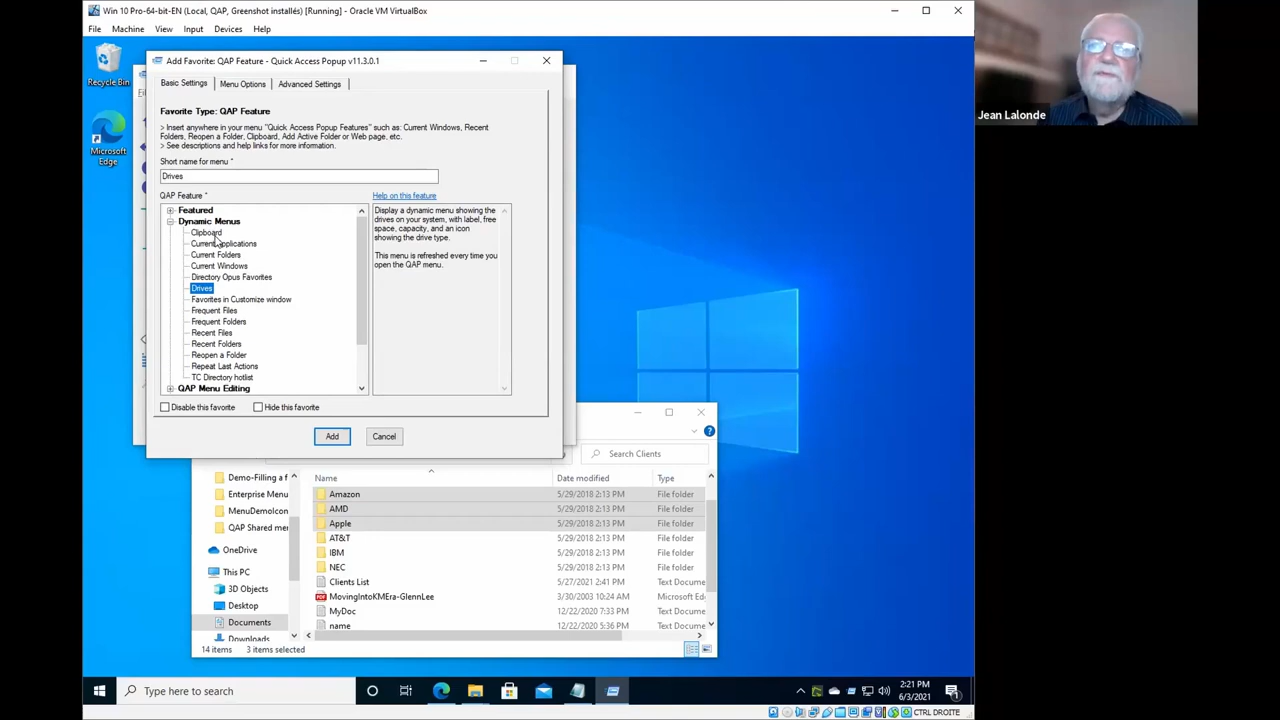 Win 10 Pro-64-bit-EN (Local, QAP, Greenshot installés) [Running] - Oracle VM VirtualBox
File Machine View Input Devices Help
Recycle Bin
Microsoft
Edge
Add Favorite: QAP Feature - Quick Access Popup v11.3.0.1
Basic Settings Menu Options Advanced Settings
Favorite Type: QAP Feature
> Insert anywhere in your menu "Quick Access Popup Features" such as: Current Windows, Recent
Folders, Reopen a Folder, Clipboard, Add Active Folder or Web page, etc.
> See descriptions and help links for more information.
Short name for menu *
Drives
QAP Feature * Help on this feature
Featured
Dynamic Menus
Clipboard
Current Applications
Current Folders
Current Windows
Directory Opus Favorites
Drives
Favorites in Customize window
Frequent Files
Frequent Folders
Recent Files
Recent Folders
Reopen a Folder
Repeat Last Actions
TC Directory hotlist
QAP Menu Editing
Display a dynamic menu showing the
drives on your system, with label, free
space, capacity, and an icon
showing the drive type.
This menu is refreshed every time you
open the QAP menu.
Disable this favorite Hide this favorite
Add Cancel
Search Clients
Demo-Filling a f
Enterprise Menu
MenuDemoIcon
QAP Shared men
OneDrive
This PC
3D Objects
Desktop
Documents
Downloads
Name Date modified Type
Amazon 5/29/2018 2:13 PM File folder
AMD 5/29/2018 2:13 PM File folder
Apple 5/29/2018 2:13 PM File folder
AT&T 5/29/2018 2:13 PM File folder
IBM 5/29/2018 2:13 PM File folder
NEC 5/29/2018 2:13 PM File folder
Clients List 5/27/2021 2:41 PM Text Docume
MovingIntoKMEra-GlennLee 3/30/2003 10:24 AM Microsoft Ed
MyDoc 12/22/2020 7:33 PM Text Docume
name 12/22/2020 5:36 PM Text Docume
14 items 3 items selected
Type here to search
2:21 PM
6/3/2021
CTRL DROITE
Jean Lalonde